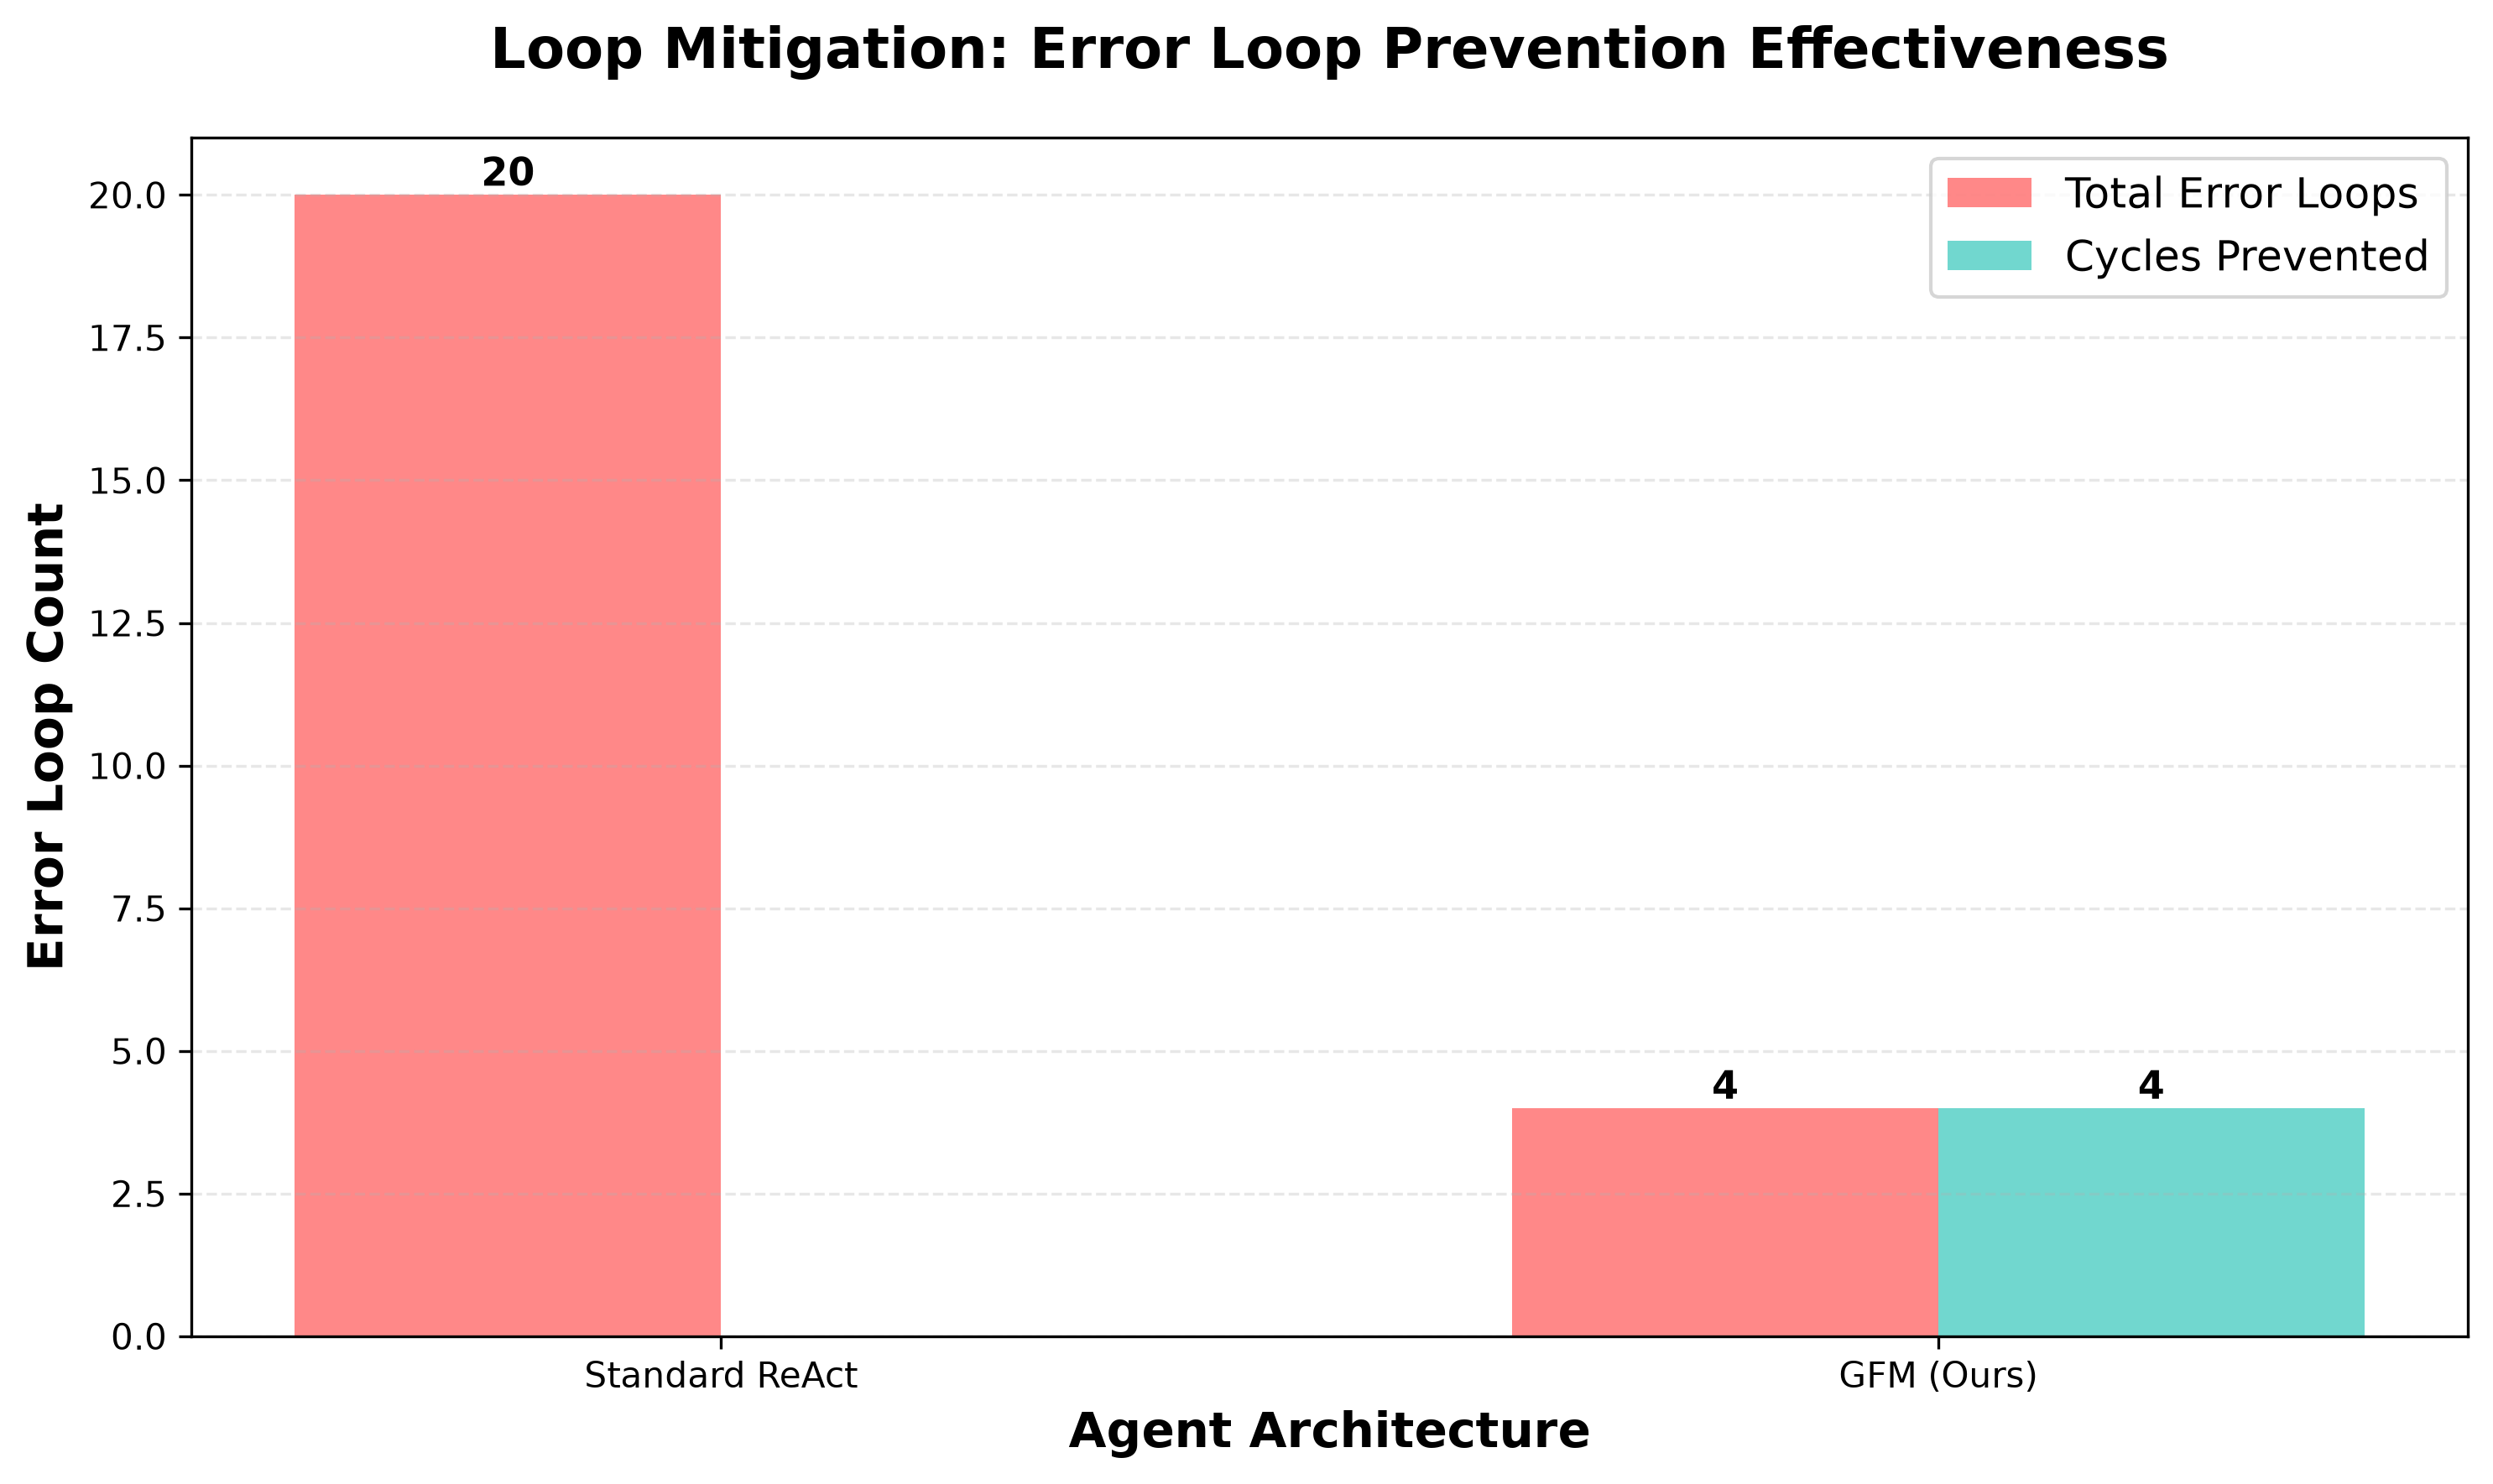 Loop Mitigation: Error Loop Prevention Effectiveness
20
Total Error Loops
Cycles Prevented
20.0
17.5
15.0
12.5
10.0
7.5
5.0
2.5
0.0
Error Loop Count
4
4
Standard ReAct
GFM (Ours)
Agent Architecture